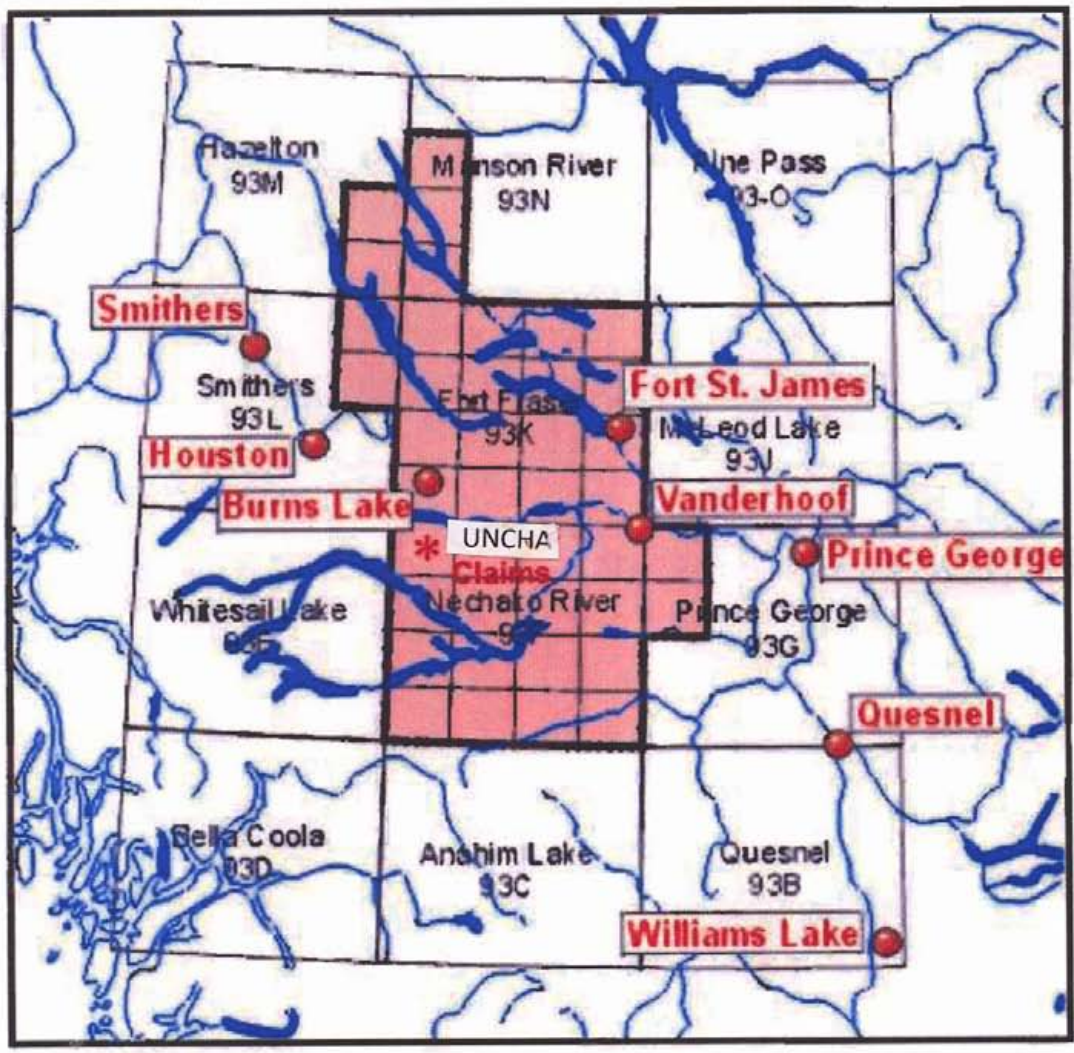 Hazelton
93M
Manson River
93N
Pine Pass
93-O
Smithers
Smithers
93L
Fort St. James
Fort Fraser
93K
McLeod Lake
93J
Houston
Burns Lake
Vanderhoof
* UNCHA
Claims
Prince George
Whitesail Lake
Nechako River
Prince George
93G
Quesnel
Bella Coola
93D
Anahim Lake
93C
Quesnel
93B
Williams Lake